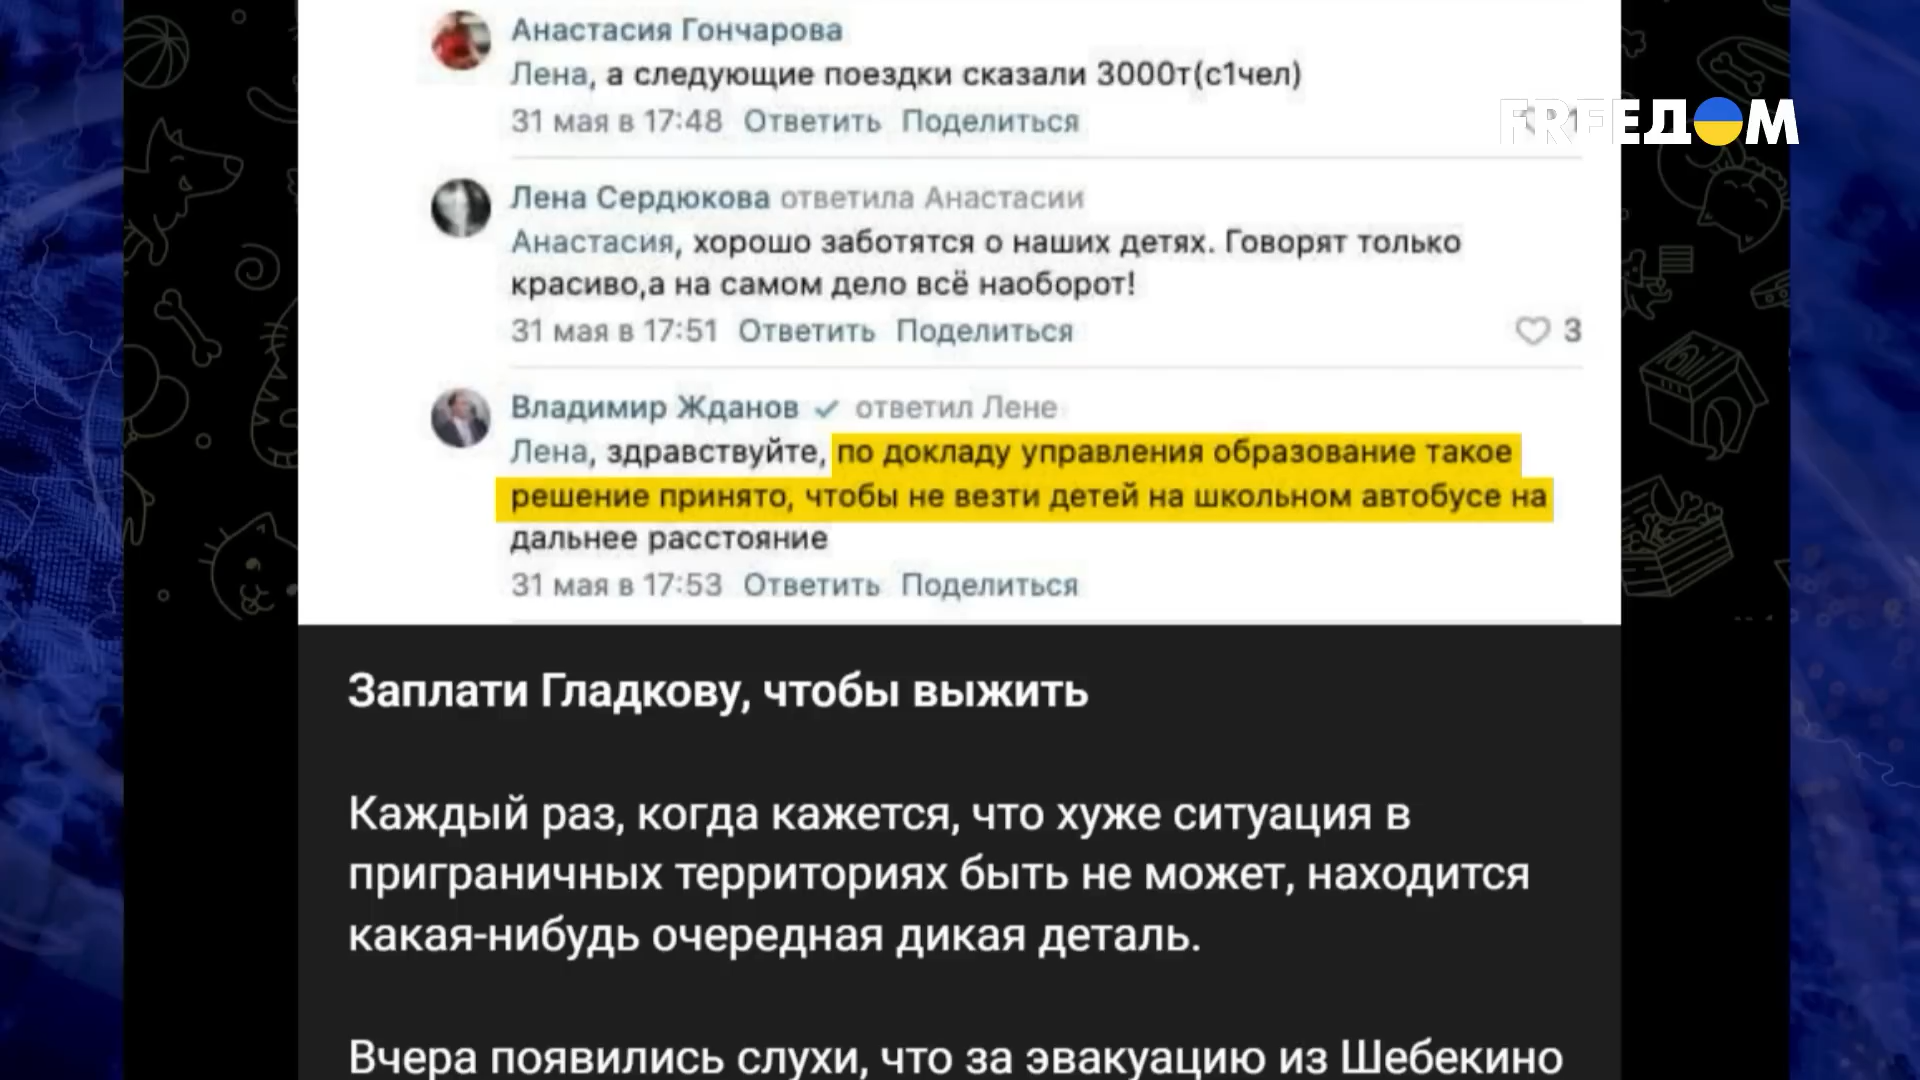 Анастасия Гончарова
Лена, а следующие поездки сказали 3000т(с1чел)
31 мая в 17:48 Ответить Поделиться
FREEДOM
Лена Сердюкова ответила Анастасии
Анастасия, хорошо заботятся о наших детях. Говорят только
красиво,а на самом дело всё наоборот!
31 мая в 17:51 Ответить Поделиться
3
Владимир Жданов ответил Лене
Лена, здравствуйте, по докладу управления образование такое
решение принято, чтобы не везти детей на школьном автобусе на
дальнее расстояние
31 мая в 17:53 Ответить Поделиться
Заплати Гладкову, чтобы выжить
Каждый раз, когда кажется, что хуже ситуация в
приграничных территориях быть не может, находится
какая-нибудь очередная дикая деталь.
Вчера появились слухи, что за эвакуацию из Шебекино